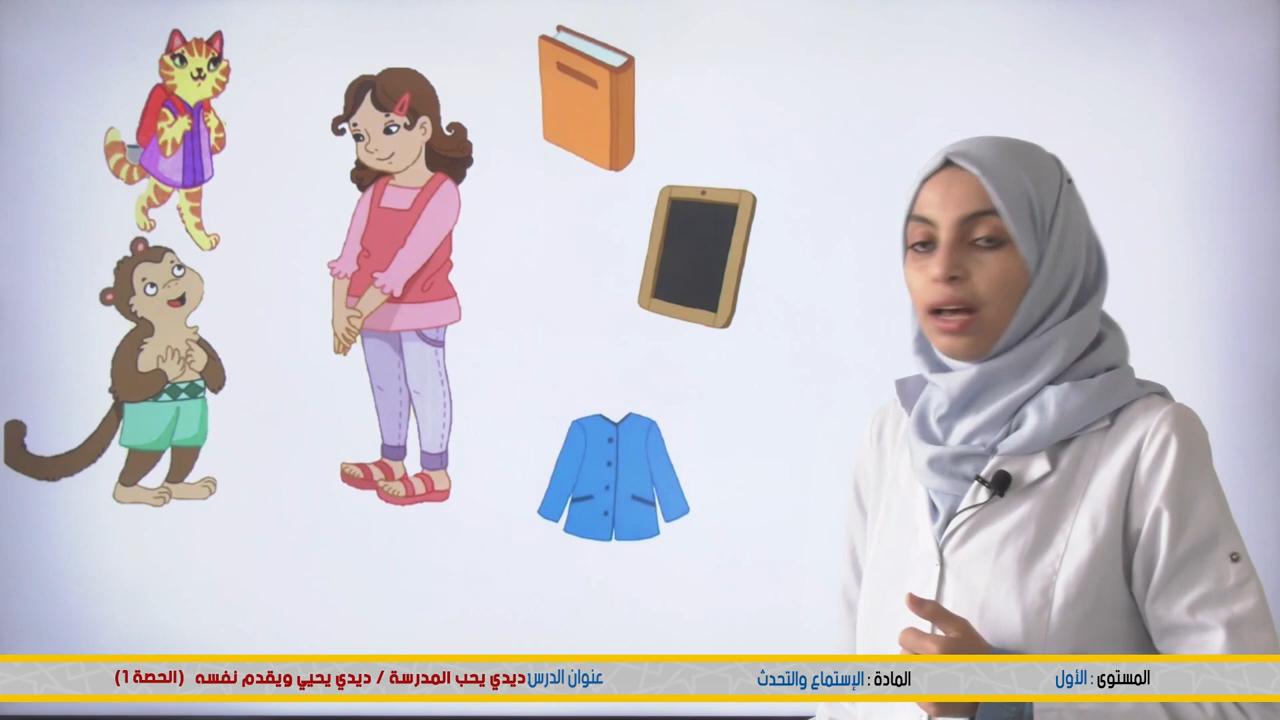 المستوى : الأول
المادة : الإستماع والتحدث
عنوان الدرس ديدي يحب المدرسة / ديدي يحيي ويقدم نفسه (الحصة 1)